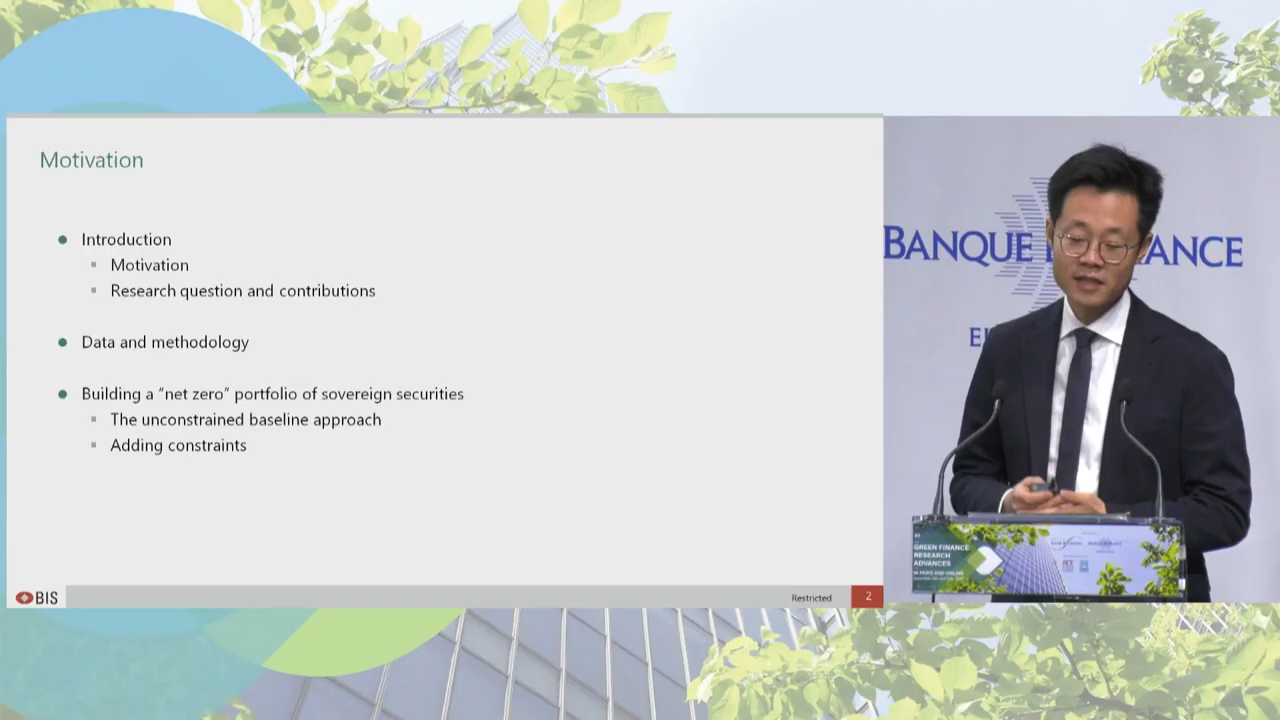 Motivation
Introduction
Motivation
Research question and contributions
Data and methodology
Building a “net zero” portfolio of sovereign securities
The unconstrained baseline approach
Adding constraints
BIS
Restricted
2
BANQUE
ANCE
GREEN FINANCE
RESEARCH
ADVANCES